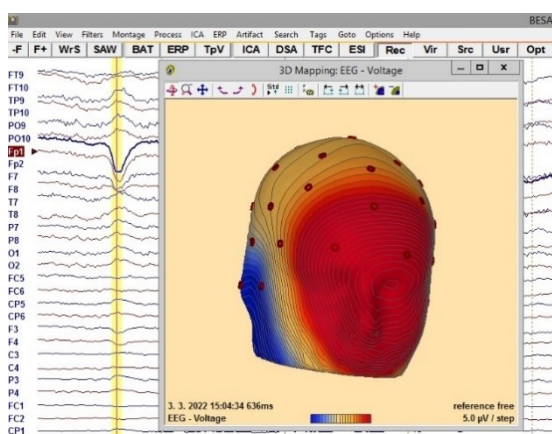 BESA
File Edit View Filters Montage Process ICA ERP Artifact Search Tags Goto Options Help
-F F+ WrS SAW BAT ERP TpV ICA DSA TFC ESI Rec Vir Src Usr Opt
3D Mapping: EEG - Voltage
Std
FT9
FT10
TP9
TP10
PO9
PO10
Fp1
Fp2
F7
F8
T7
T8
P7
P8
O1
O2
FC5
FC6
CP5
CP6
F3
F4
C3
C4
P3
P4
FC1
FC2
CP1
3. 3. 2022 15:04:34 636ms
reference free
EEG - Voltage
5.0 µV / step